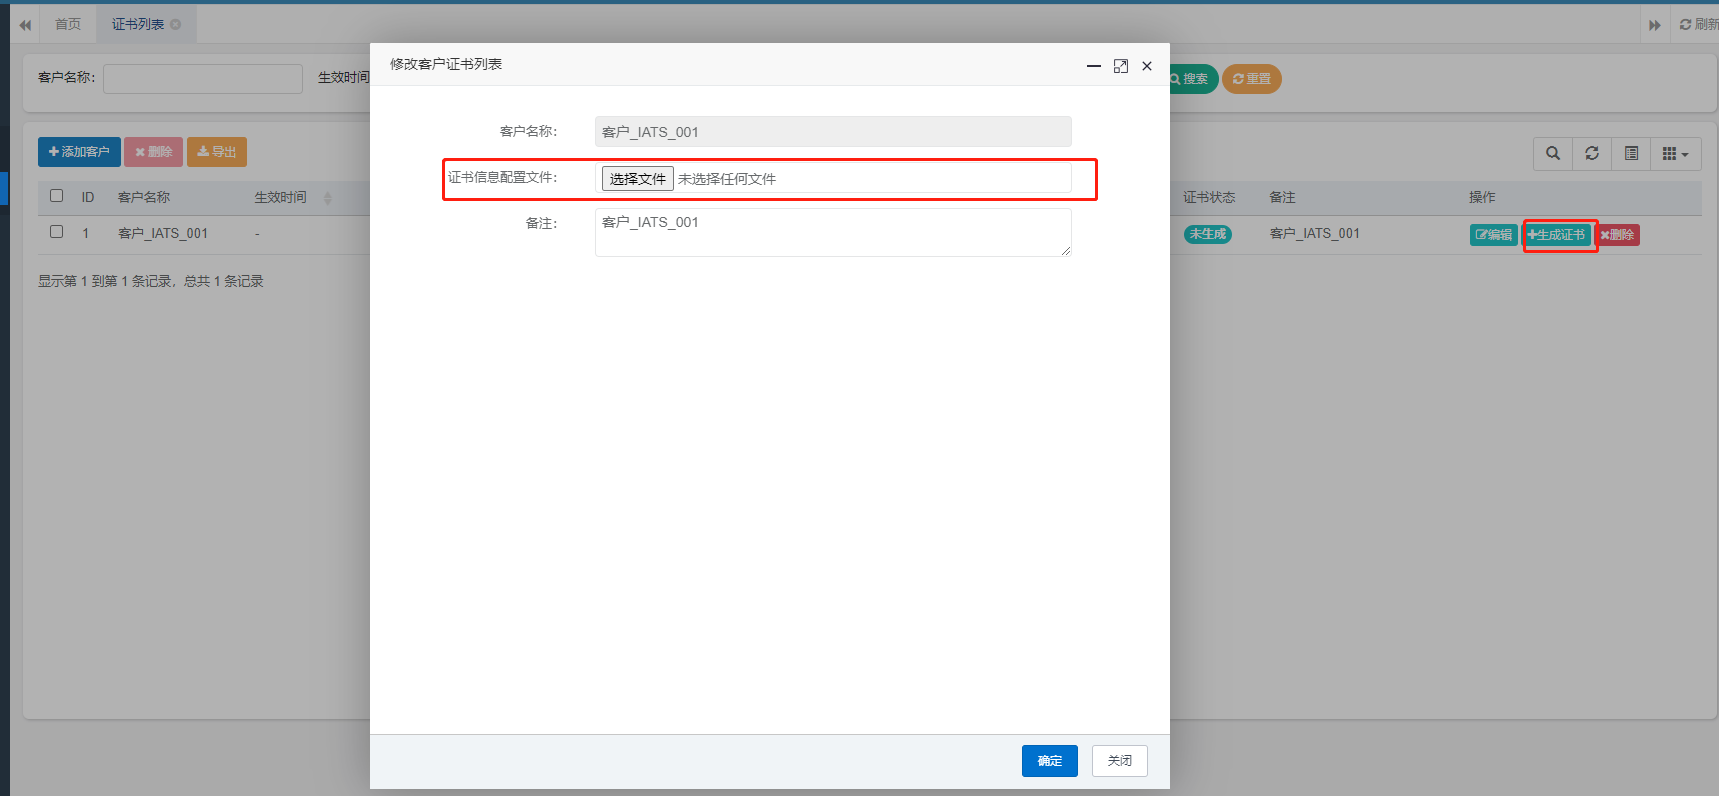 首页
证书列表
刷新
客户名称：
生效时间
搜索
重置
修改客户证书列表
客户名称：
客户_IATS_001
证书信息配置文件：
选择文件 未选择任何文件
备注：
客户_IATS_001
确定
关闭
添加客户
删除
导出
ID
客户名称
生效时间
证书状态
备注
操作
1
客户_IATS_001
-
未生成
客户_IATS_001
编辑
生成证书
删除
显示第 1 到第 1 条记录，总共 1 条记录